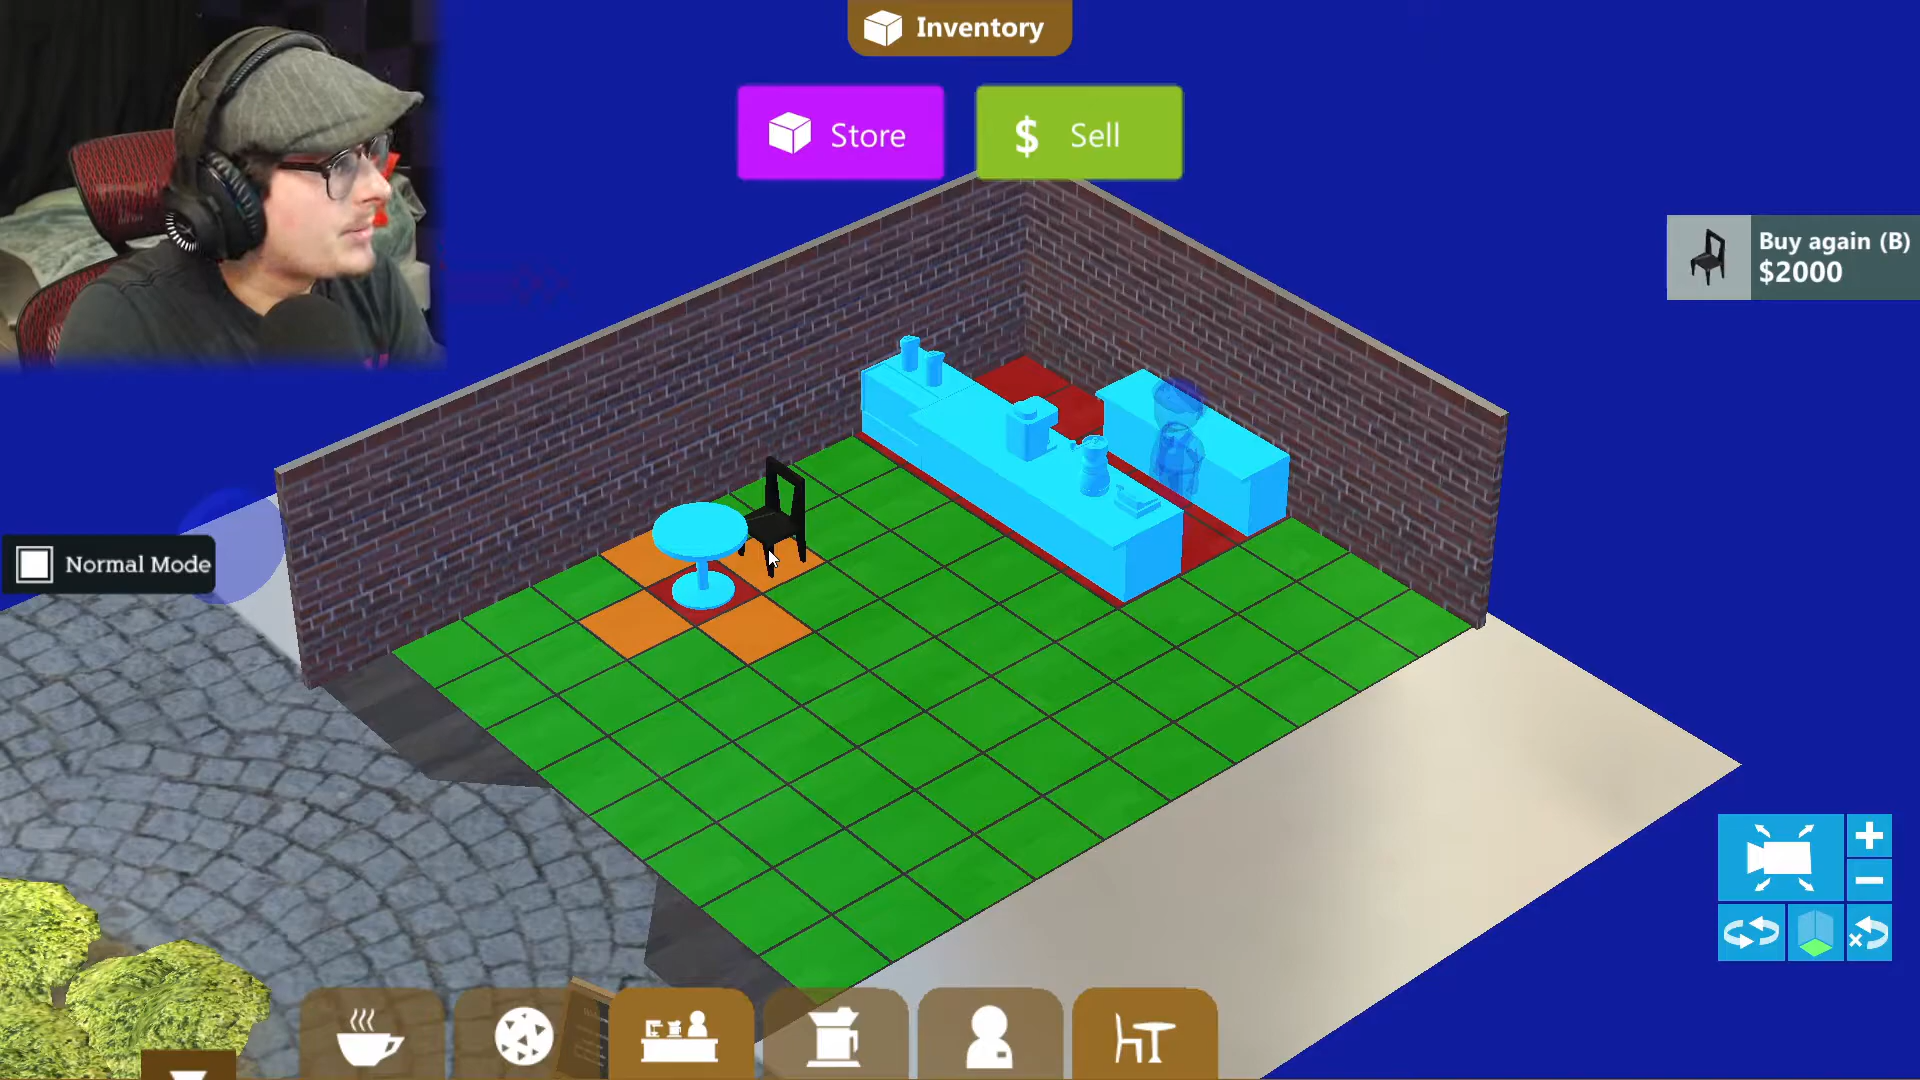 Inventory
Store
$ Sell
Buy again (B)
$2000
Normal Mode